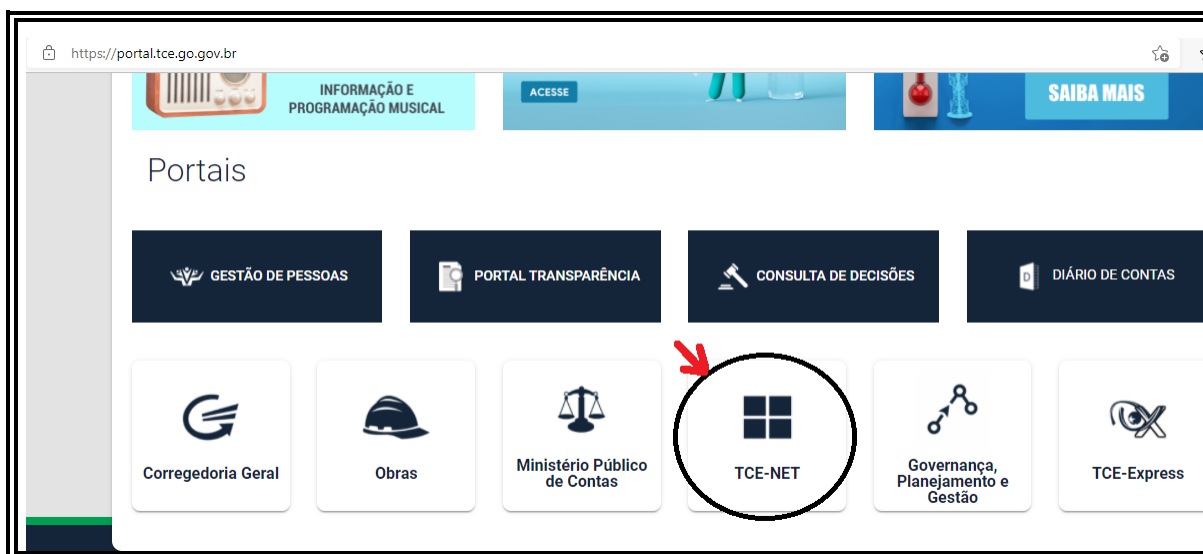 https://portal.tce.go.gov.br
INFORMAÇÃO E
PROGRAMAÇÃO MUSICAL
ACESSE
SAIBA MAIS
Portais
GESTÃO DE PESSOAS
PORTAL TRANSPARÊNCIA
CONSULTA DE DECISÕES
D
DIÁRIO DE CONTAS
Corregedoria Geral
Obras
Ministério Público
de Contas
TCE-NET
Governança,
Planejamento e
Gestão
TCE-Express